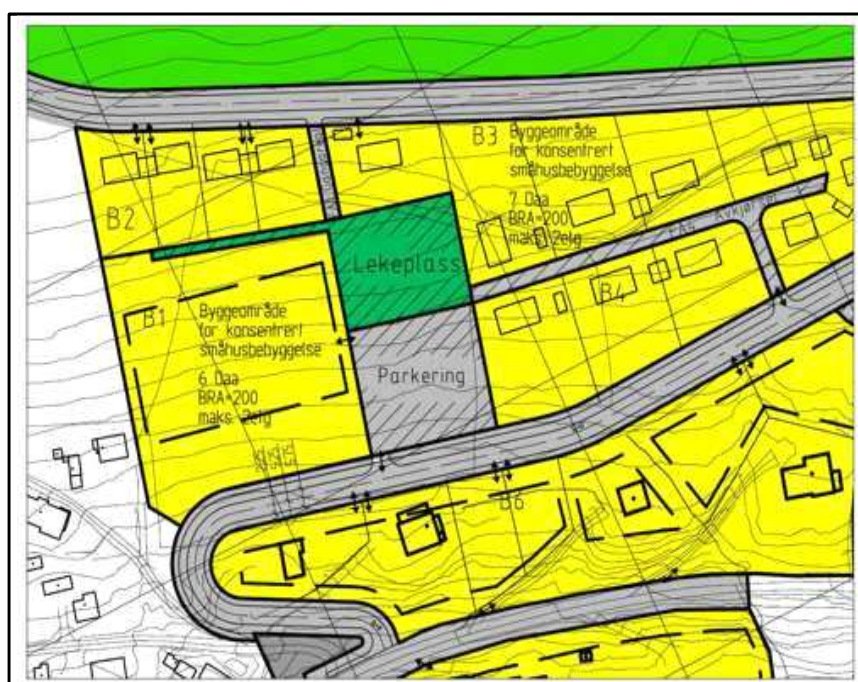 B3
Byggeområde
for konsentrert
småhusbebyggelse
7 Daa
BRA=200
maks. 2etg
B2
Lekeplass
B4
B1
Byggeområde
for konsentrert
småhusbebyggelse
6 Daa
BRA=200
maks. 2etg
Parkering
B6